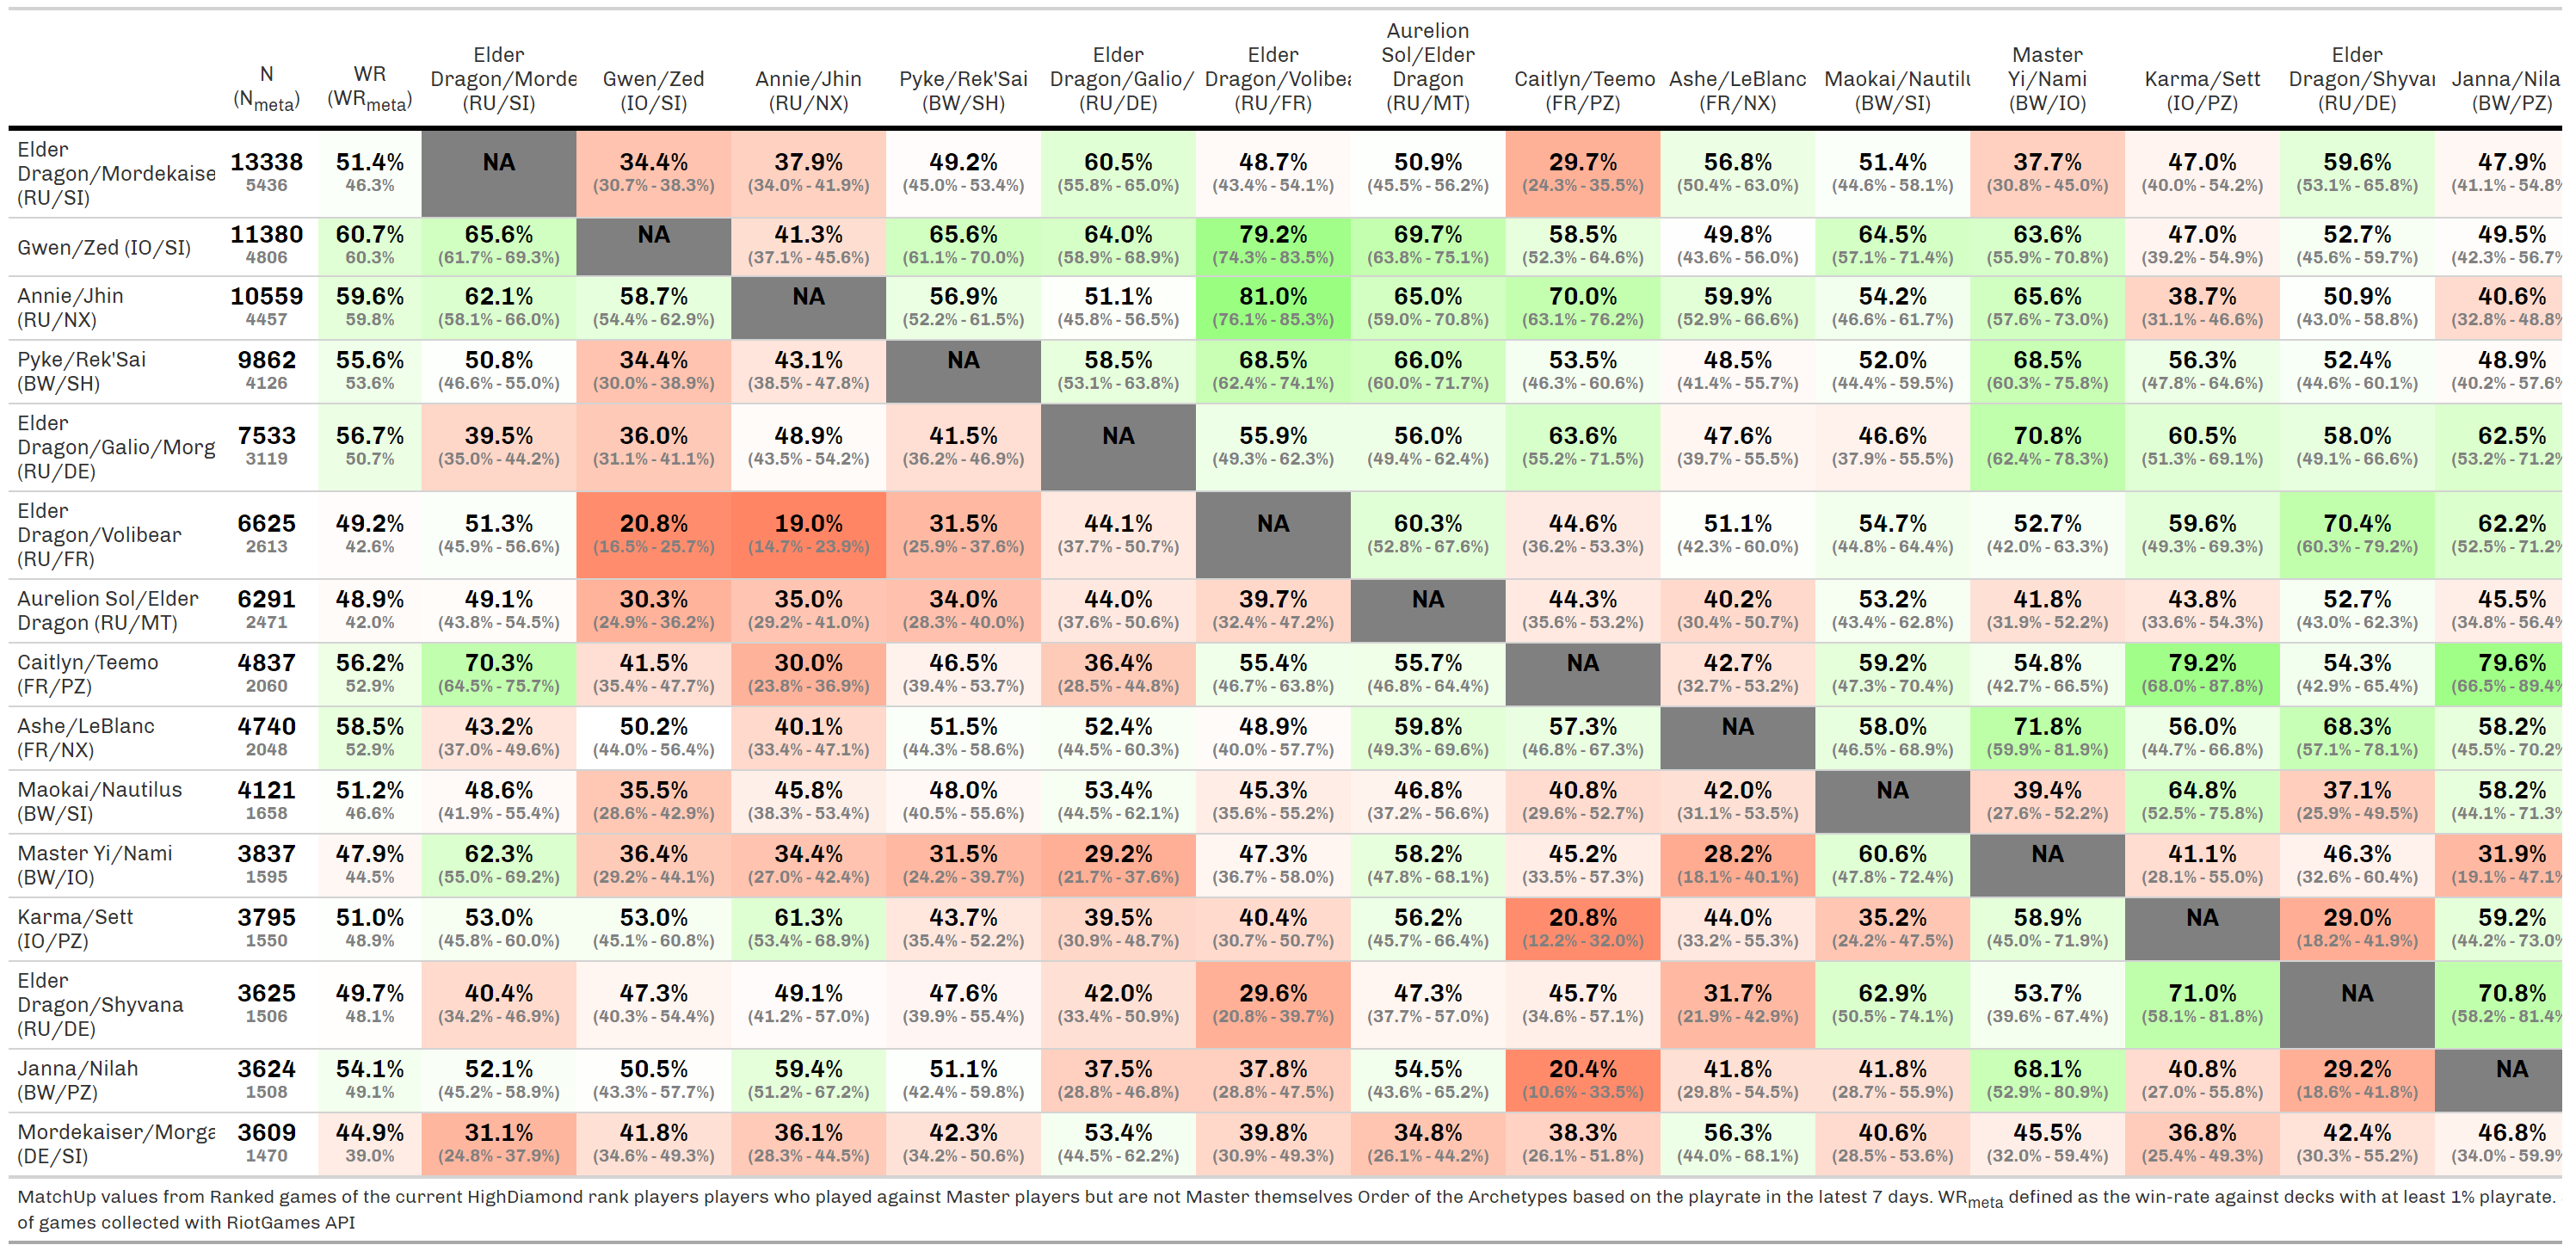 N (N meta) WR (WR meta) Elder Dragon/Morde (RU/SI) Gwen/Zed (IO/SI) Annie/Jhin (RU/NX) Pyke/Rek'Sai (BW/SH) Elder Dragon/Galio/ (RU/DE) Elder Dragon/Volibea (RU/FR) Aurelion Sol/Elder Dragon (RU/MT) Caitlyn/Teemo (FR/PZ) Ashe/LeBlanc (FR/NX) Maokai/Nautilu (BW/SI) Master Yi/Nami (BW/IO) Karma/Sett (IO/PZ) Elder Dragon/Shyvar (RU/DE) Janna/Nila (BW/PZ)
Elder Dragon/Mordekaise (RU/SI) 13338 51.4% NA 34.4% 37.9% 49.2% 60.5% 48.7% 50.9% 29.7% 56.8% 51.4% 37.7% 47.0% 59.6% 47.9%
5436 46.3% (30.7% - 38.3%) (34.0% - 41.9%) (45.0% - 53.4%) (55.8% - 65.0%) (43.4% - 54.1%) (45.5% - 56.2%) (24.3% - 35.5%) (50.4% - 63.0%) (44.6% - 58.1%) (30.8% - 45.0%) (40.0% - 54.2%) (53.1% - 65.8%) (41.1% - 54.8%
Gwen/Zed (IO/SI) 11380 60.7% 65.6% NA 41.3% 65.6% 64.0% 79.2% 69.7% 58.5% 49.8% 64.5% 63.6% 47.0% 52.7% 49.5%
4806 60.3% (61.7% - 69.3%) (37.1% - 45.6%) (61.1% - 70.0%) (58.9% - 68.9%) (74.3% - 83.5%) (63.8% - 75.1%) (52.3% - 64.6%) (43.6% - 56.0%) (57.1% - 71.4%) (55.9% - 70.8%) (39.2% - 54.9%) (45.6% - 59.7%) (42.3% - 56.7%
Annie/Jhin (RU/NX) 10559 59.6% 62.1% 58.7% NA 56.9% 51.1% 81.0% 65.0% 70.0% 59.9% 54.2% 65.6% 38.7% 50.9% 40.6%
4457 59.8% (58.1% - 66.0%) (54.4% - 62.9%) (52.2% - 61.5%) (45.8% - 56.5%) (76.1% - 85.3%) (59.0% - 70.8%) (63.1% - 76.2%) (52.9% - 66.6%) (46.6% - 61.7%) (57.6% - 73.0%) (31.1% - 46.6%) (43.0% - 58.8%) (32.8% - 48.8%
Pyke/Rek'Sai (BW/SH) 9862 55.6% 50.8% 34.4% 43.1% NA 58.5% 68.5% 66.0% 53.5% 48.5% 52.0% 68.5% 56.3% 52.4% 48.9%
4126 53.6% (46.6% - 55.0%) (30.0% - 38.9%) (38.5% - 47.8%) (53.1% - 63.8%) (62.4% - 74.1%) (60.0% - 71.7%) (46.3% - 60.6%) (41.4% - 55.7%) (44.4% - 59.5%) (60.3% - 75.8%) (47.8% - 64.6%) (44.6% - 60.1%) (40.2% - 57.6%
Elder Dragon/Galio/Morg (RU/DE) 7533 56.7% 39.5% 36.0% 48.9% 41.5% NA 55.9% 56.0% 63.6% 47.6% 46.6% 70.8% 60.5% 58.0% 62.5%
3119 50.7% (35.0% - 44.2%) (31.1% - 41.1%) (43.5% - 54.2%) (36.2% - 46.9%) (49.3% - 62.3%) (49.4% - 62.4%) (55.2% - 71.5%) (39.7% - 55.5%) (37.9% - 55.5%) (62.4% - 78.3%) (51.3% - 69.1%) (49.1% - 66.6%) (53.2% - 71.2%
Elder Dragon/Volibear (RU/FR) 6625 49.2% 51.3% 20.8% 19.0% 31.5% 44.1% NA 60.3% 44.6% 51.1% 54.7% 52.7% 59.6% 70.4% 62.2%
2613 42.6% (45.9% - 56.6%) (16.5% - 25.7%) (14.7% - 23.9%) (25.9% - 37.6%) (37.7% - 50.7%) (52.8% - 67.6%) (36.2% - 53.3%) (42.3% - 60.0%) (44.8% - 64.4%) (42.0% - 63.3%) (49.3% - 69.3%) (60.3% - 79.2%) (52.5% - 71.2%
Aurelion Sol/Elder Dragon (RU/MT) 6291 48.9% 49.1% 30.3% 35.0% 34.0% 44.0% 39.7% NA 44.3% 40.2% 53.2% 41.8% 43.8% 52.7% 45.5%
2471 42.0% (43.8% - 54.5%) (24.9% - 36.2%) (29.2% - 41.0%) (28.3% - 40.0%) (37.6% - 50.6%) (32.4% - 47.2%) (35.6% - 53.2%) (30.4% - 50.7%) (43.4% - 62.8%) (31.9% - 52.2%) (33.6% - 54.3%) (43.0% - 62.3%) (34.8% - 56.4%
Caitlyn/Teemo (FR/PZ) 4837 56.2% 70.3% 41.5% 30.0% 46.5% 36.4% 55.4% 55.7% NA 42.7% 59.2% 54.8% 79.2% 54.3% 79.6%
2060 52.9% (64.5% - 75.7%) (35.4% - 47.7%) (23.8% - 36.9%) (39.4% - 53.7%) (28.5% - 44.8%) (46.7% - 63.8%) (46.8% - 64.4%) (32.7% - 53.2%) (47.3% - 70.4%) (42.7% - 66.5%) (68.0% - 87.8%) (42.9% - 65.4%) (66.5% - 89.4%
Ashe/LeBlanc (FR/NX) 4740 58.5% 43.2% 50.2% 40.1% 51.5% 52.4% 48.9% 59.8% 57.3% NA 58.0% 71.8% 56.0% 68.3% 58.2%
2048 52.9% (37.0% - 49.6%) (44.0% - 56.4%) (33.4% - 47.1%) (44.3% - 58.6%) (44.5% - 60.3%) (40.0% - 57.7%) (49.3% - 69.6%) (46.8% - 67.3%) (46.5% - 68.9%) (59.9% - 81.9%) (44.7% - 66.8%) (57.1% - 78.1%) (45.5% - 70.2%
Maokai/Nautilus (BW/SI) 4121 51.2% 48.6% 35.5% 45.8% 48.0% 53.4% 45.3% 46.8% 40.8% 42.0% NA 39.4% 64.8% 37.1% 58.2%
1658 46.6% (41.9% - 55.4%) (28.6% - 42.9%) (38.3% - 53.4%) (40.5% - 55.6%) (44.5% - 62.1%) (35.6% - 55.2%) (37.2% - 56.6%) (29.6% - 52.7%) (31.1% - 53.5%) (27.6% - 52.2%) (52.5% - 75.8%) (25.9% - 49.5%) (44.1% - 71.3%
Master Yi/Nami (BW/IO) 3837 47.9% 62.3% 36.4% 34.4% 31.5% 29.2% 47.3% 58.2% 45.2% 28.2% 60.6% NA 41.1% 46.3% 31.9%
1595 44.5% (55.0% - 69.2%) (29.2% - 44.1%) (27.0% - 42.4%) (24.2% - 39.7%) (21.7% - 37.6%) (36.7% - 58.0%) (47.8% - 68.1%) (33.5% - 57.3%) (18.1% - 40.1%) (47.8% - 72.4%) (28.1% - 55.0%) (32.6% - 60.4%) (19.1% - 47.1%
Karma/Sett (IO/PZ) 3795 51.0% 53.0% 53.0% 61.3% 43.7% 39.5% 40.4% 56.2% 20.8% 44.0% 35.2% 58.9% NA 29.0% 59.2%
1550 48.9% (45.8% - 60.0%) (45.1% - 60.8%) (53.4% - 68.9%) (35.4% - 52.2%) (30.9% - 48.7%) (30.7% - 50.7%) (45.7% - 66.4%) (12.2% - 32.0%) (33.2% - 55.3%) (24.2% - 47.5%) (45.0% - 71.9%) (18.2% - 41.9%) (44.2% - 73.0%
Elder Dragon/Shyvana (RU/DE) 3625 49.7% 40.4% 47.3% 49.1% 47.6% 42.0% 29.6% 47.3% 45.7% 31.7% 62.9% 53.7% 71.0% NA 70.8%
1506 48.1% (34.2% - 46.9%) (40.3% - 54.4%) (41.2% - 57.0%) (39.9% - 55.4%) (33.4% - 50.9%) (20.8% - 39.7%) (37.7% - 57.0%) (34.6% - 57.1%) (21.9% - 42.9%) (50.5% - 74.1%) (39.6% - 67.4%) (58.1% - 81.8%) (58.2% - 81.4%
Janna/Nilah (BW/PZ) 3624 54.1% 52.1% 50.5% 59.4% 51.1% 37.5% 37.8% 54.5% 20.4% 41.8% 41.8% 68.1% 40.8% 29.2% NA
1508 49.1% (45.2% - 58.9%) (43.3% - 57.7%) (51.2% - 67.2%) (42.4% - 59.8%) (28.8% - 46.8%) (28.8% - 47.5%) (43.6% - 65.2%) (10.6% - 33.5%) (29.8% - 54.5%) (28.7% - 55.9%) (52.9% - 80.9%) (27.0% - 55.8%) (18.6% - 41.8%)
Mordekaiser/Morga (DE/SI) 3609 44.9% 31.1% 41.8% 36.1% 42.3% 53.4% 39.8% 34.8% 38.3% 56.3% 40.6% 45.5% 36.8% 42.4% 46.8%
1470 39.0% (24.8% - 37.9%) (34.6% - 49.3%) (28.3% - 44.5%) (34.2% - 50.6%) (44.5% - 62.2%) (30.9% - 49.3%) (26.1% - 44.2%) (26.1% - 51.8%) (44.0% - 68.1%) (28.5% - 53.6%) (32.0% - 59.4%) (25.4% - 49.3%) (30.3% - 55.2%) (34.0% - 59.9%
MatchUp values from Ranked games of the current HighDiamond rank players players who played against Master players but are not Master themselves Order of the Archetypes based on the playrate in the latest 7 days. WR meta defined as the win-rate against decks with at least 1% playrate.
of games collected with RiotGames API